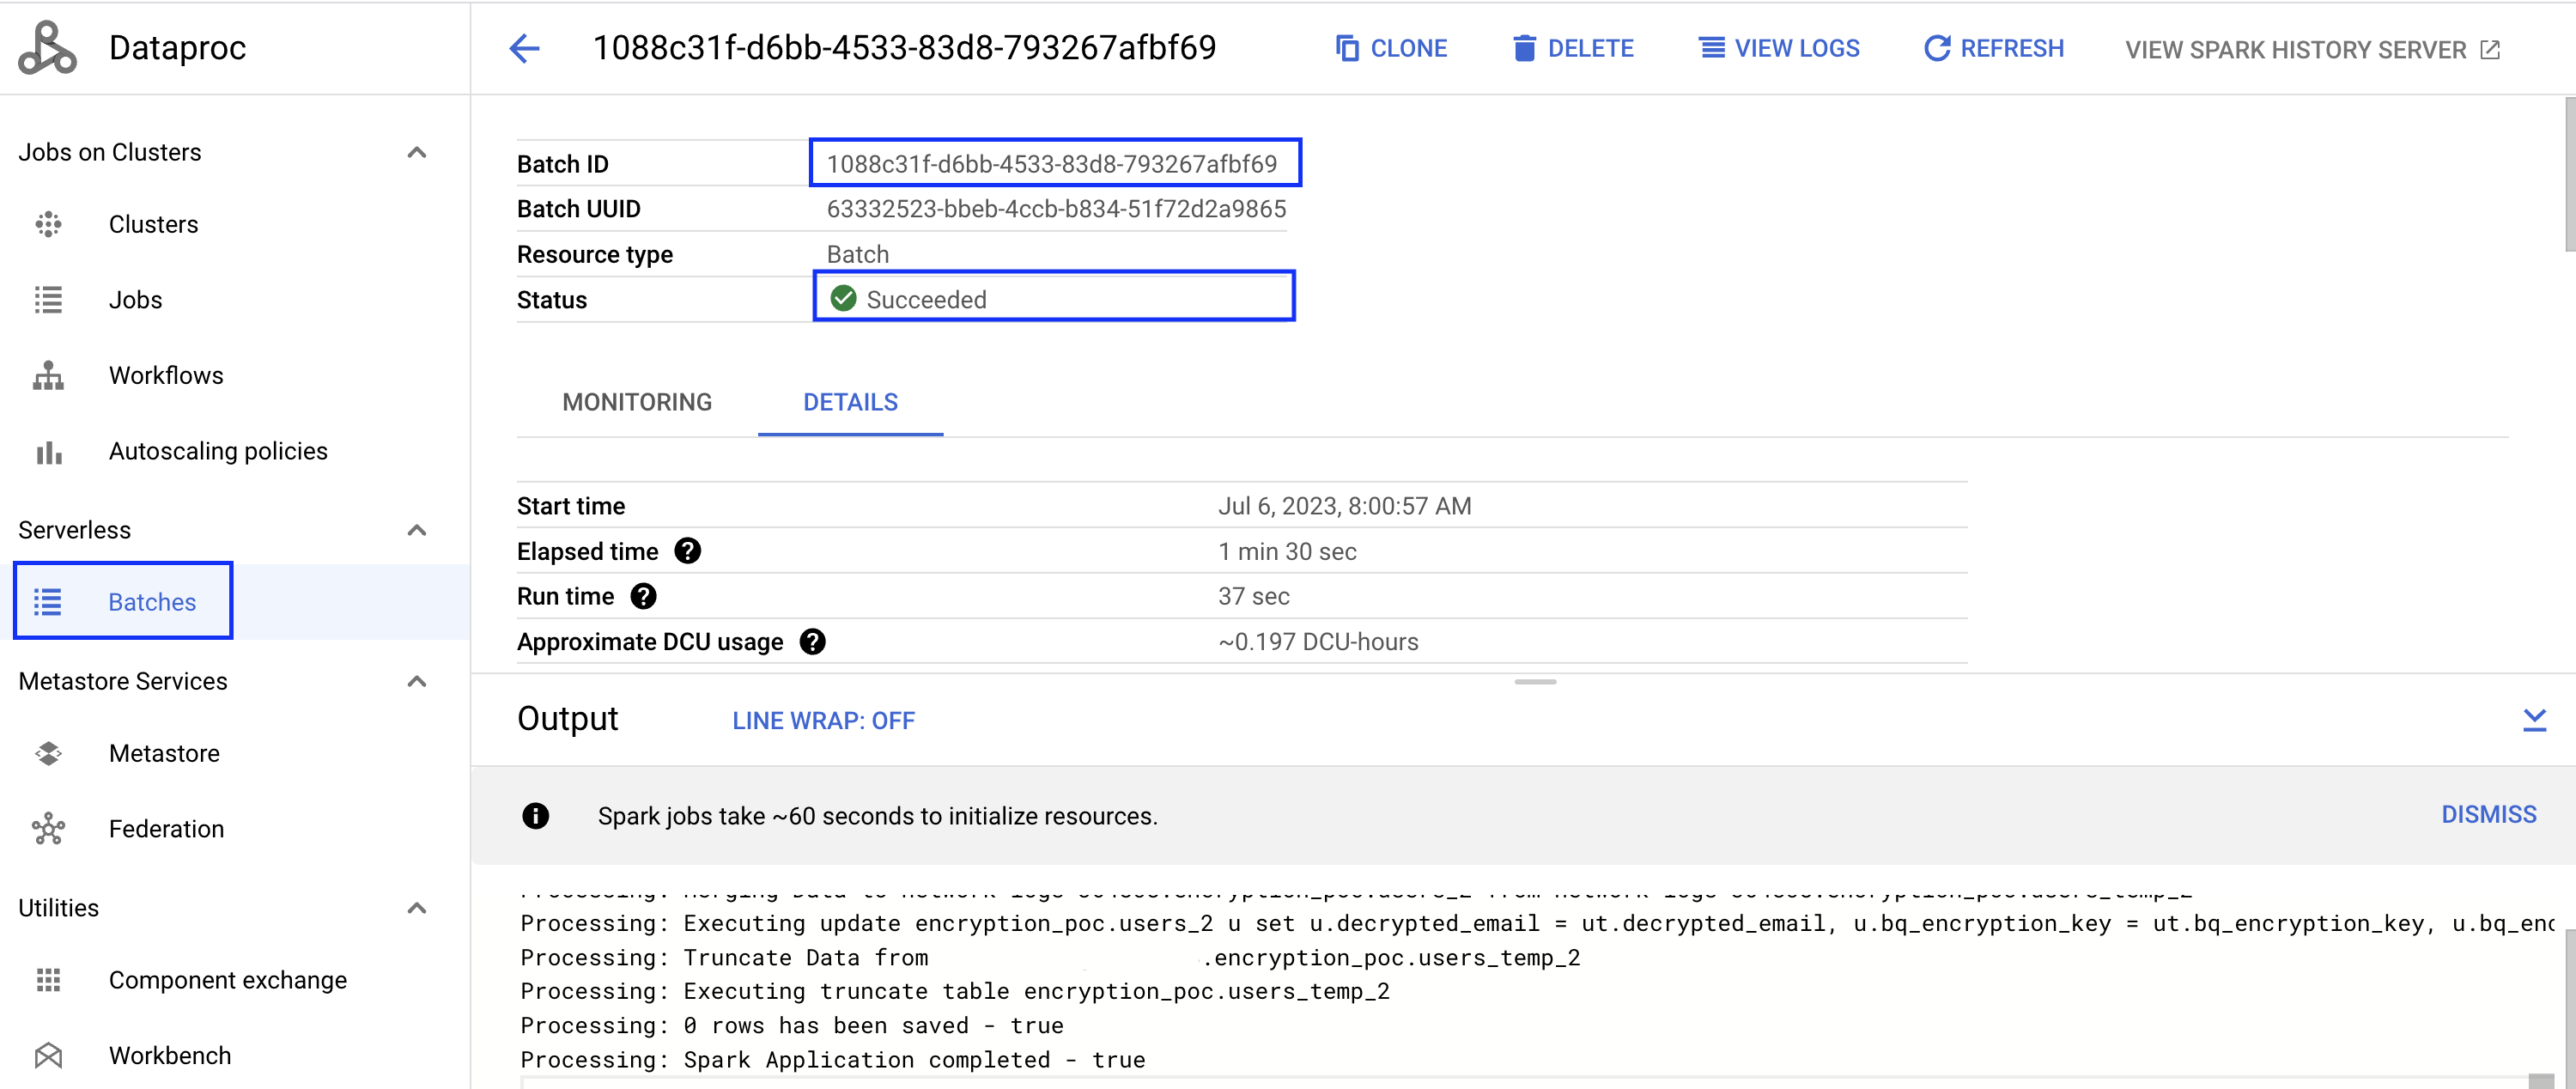 Dataproc
1088c31f-d6bb-4533-83d8-793267afbf69
CLONE
DELETE
VIEW LOGS
REFRESH
VIEW SPARK HISTORY SERVER
Jobs on Clusters
Clusters
Jobs
Workflows
Autoscaling policies
Serverless
Batches
Metastore Services
Metastore
Federation
Utilities
Component exchange
Workbench
Batch ID 1088c31f-d6bb-4533-83d8-793267afbf69
Batch UUID 63332523-bbeb-4ccb-b834-51f72d2a9865
Resource type Batch
Status Succeeded
MONITORING DETAILS
Start time Jul 6, 2023, 8:00:57 AM
Elapsed time 1 min 30 sec
Run time 37 sec
Approximate DCU usage ~0.197 DCU-hours
Output LINE WRAP: OFF
Spark jobs take ~60 seconds to initialize resources.
DISMISS
Processing: Merging Data to network logs
Processing: Executing update encryption_poc.users_2 u set u.decrypted_email = ut.decrypted_email, u.bq_encryption_key = ut.bq_encryption_key, u.bq_enc
Processing: Truncate Data from .encryption_poc.users_temp_2
Processing: Executing truncate table encryption_poc.users_temp_2
Processing: 0 rows has been saved - true
Processing: Spark Application completed - true